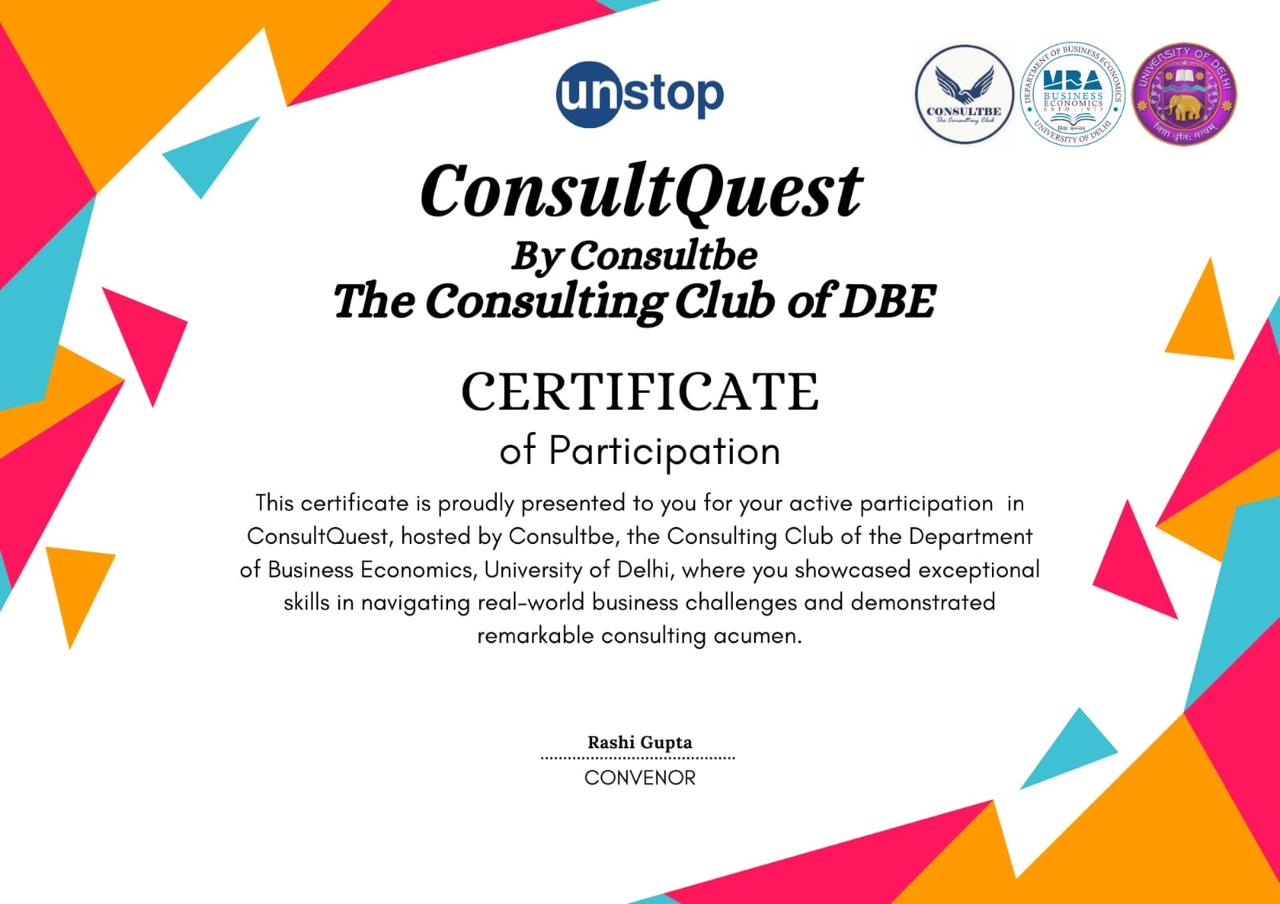 unstop
CONSULTBE
The Consulting Club
DEPARTMENT OF BUSINESS ECONOMICS
MBA
BUSINESS
ECONOMICS
ESTD. 1973
UNIVERSITY OF DELHI
UNIVERSITY OF DELHI
ConsultQuest
By Consultbe
The Consulting Club of DBE
CERTIFICATE
of Participation
This certificate is proudly presented to you for your active participation in
ConsultQuest, hosted by Consultbe, the Consulting Club of the Department
of Business Economics, University of Delhi, where you showcased exceptional
skills in navigating real-world business challenges and demonstrated
remarkable consulting acumen.
Rashi Gupta
CONVENOR